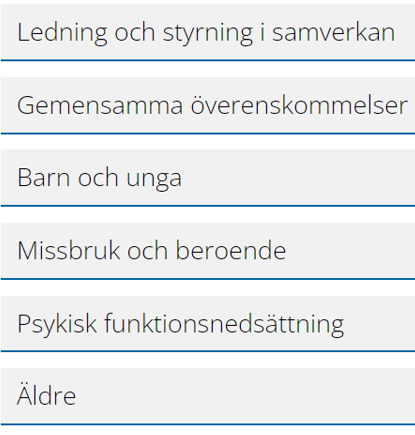 Ledning och styrning i samverkan
Gemensamma överenskommelser
Barn och unga
Missbruk och beroende
Psykisk funktionsnedsättning
Äldre